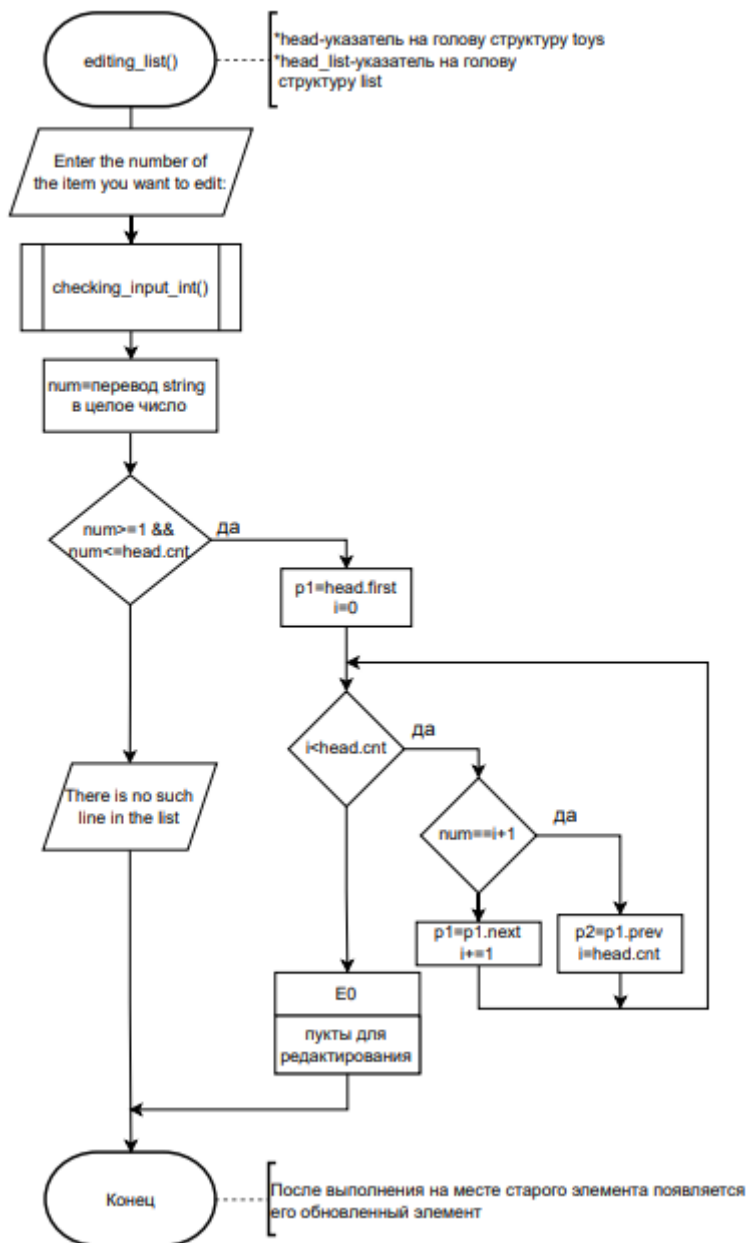 editing_list()
*head-указатель на голову структуру toys
*head_list-указатель на голову
структуру list
Enter the number of
the item you want to edit:
checking_input_int()
num=перевод string
в целое число
num>=1 &&
num<=head.cnt
да
p1=head.first
i=0
i<head.cnt
да
num==i+1
да
There is no such
line in the list
p1=p1.next
i+=1
p2=p1.prev
i=head.cnt
E0
пукты для
редактирования
Конец
После выполнения на месте старого элемента появляется
его обновленный элемент